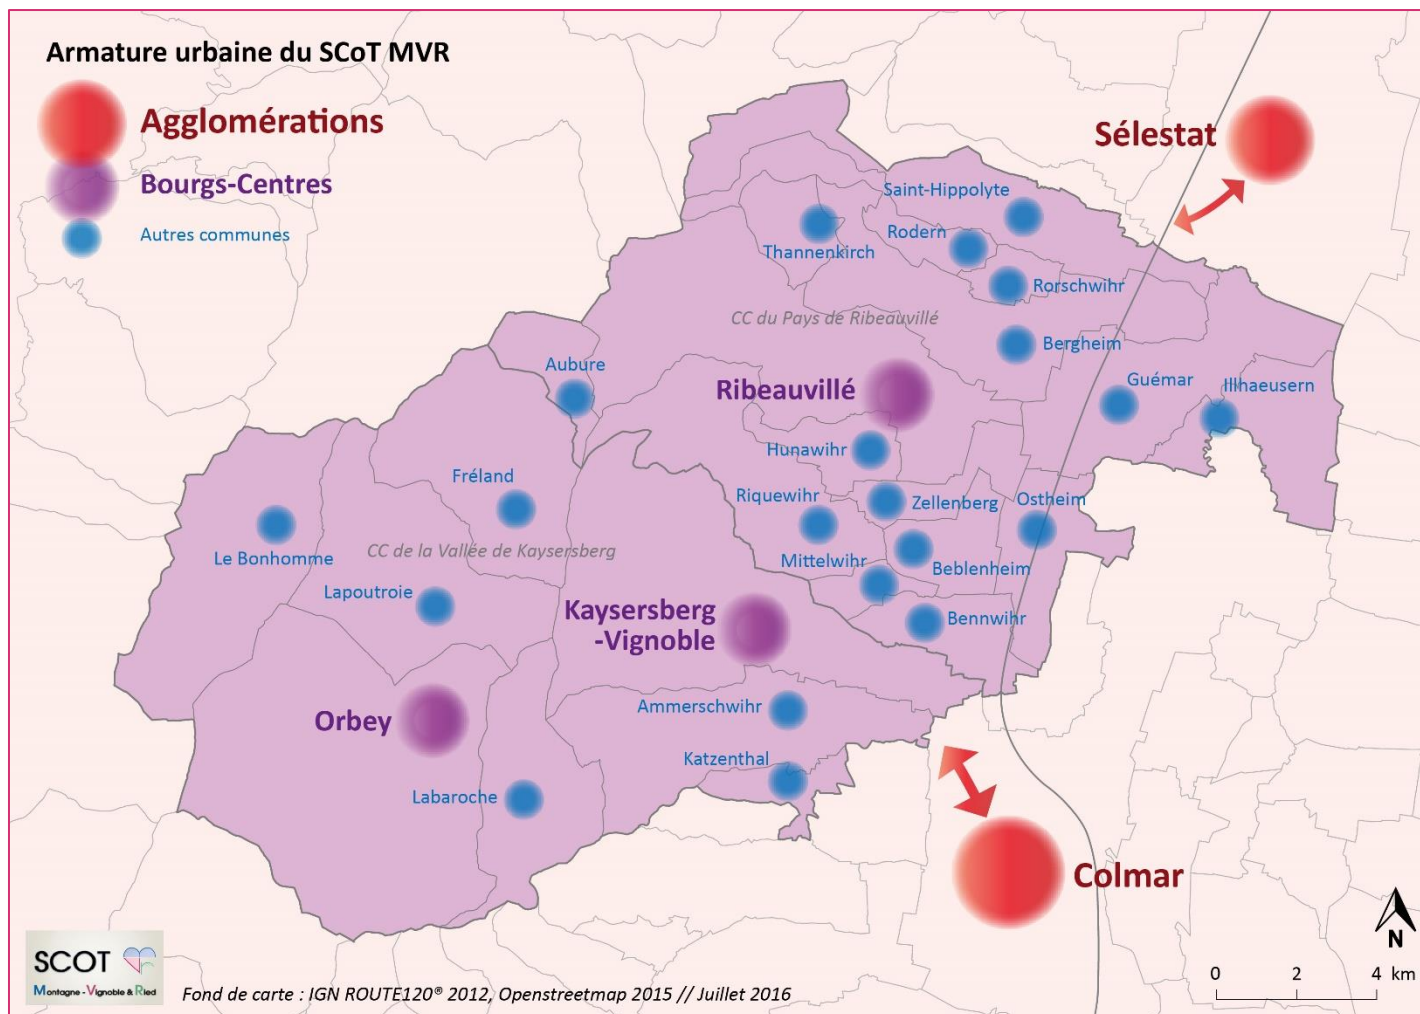 Armature urbaine du SCoT MVR
Agglomérations
Bourgs-Centres
Autres communes
Sélestat
Saint-Hippolyte
Rodern
Thannenkirch
Rorschwihr
CC du Pays de Ribeauvillé
Bergheim
Aubure
Ribeauvillé
Guémar
Illhaeusern
Hunawihr
Fréland
Riquewihr
Zellenberg
Ostheim
Le Bonhomme
CC de la Vallée de Kaysersberg
Mittelwihr
Beblenheim
Lapoutroie
Kaysersberg
-Vignoble
Bennwihr
Orbey
Ammerschwihr
Katzenthal
Labaroche
Colmar
N
SCOT
Montagne - Vignoble & Ried
Fond de carte : IGN ROUTE120® 2012, Openstreetmap 2015 // Juillet 2016
0 2 4 km